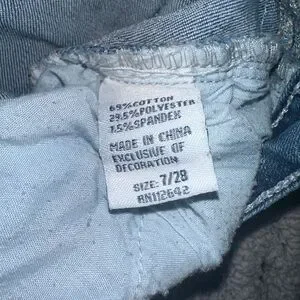 69%COTTON
29.5%POLYESTER
1.5%SPANDEX
MADE IN CHINA
EXCLUSIVE OF
DECORATION
SIZE: 7/28
RN112642